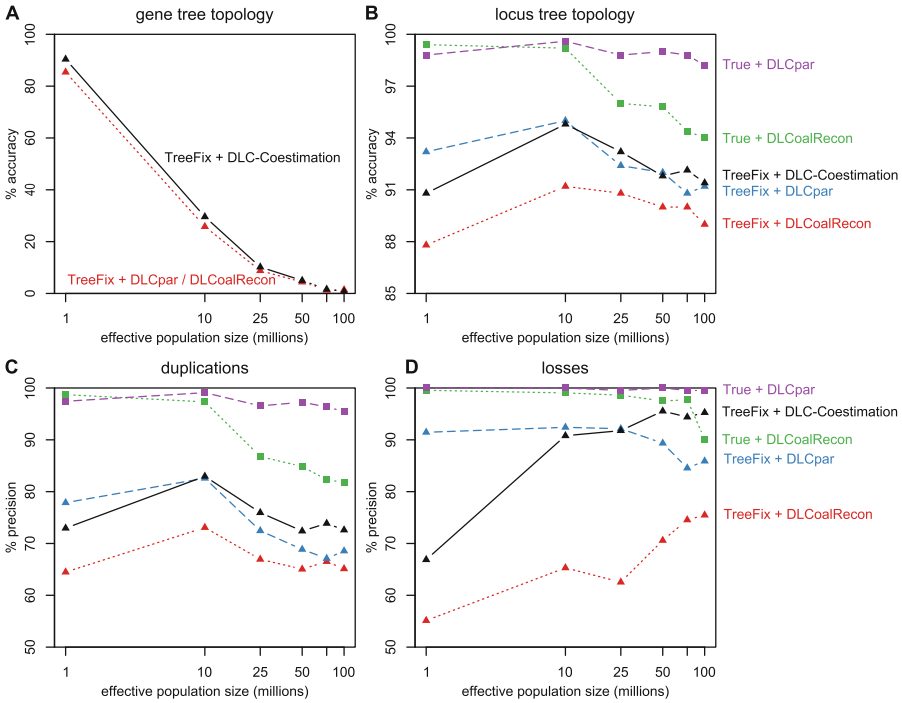 A
gene tree topology
100
80
60
40
20
0
% accuracy
TreeFix + DLC-Coestimation
TreeFix + DLCpar / DLCoalRecon
1
10
25
50
100
effective population size (millions)
B
locus tree topology
100
97
94
91
88
85
% accuracy
True + DLCpar
True + DLCoalRecon
TreeFix + DLC-Coestimation
TreeFix + DLCpar
TreeFix + DLCoalRecon
1
10
25
50
100
effective population size (millions)
C
duplications
100
90
80
70
60
50
% precision
1
10
25
50
100
effective population size (millions)
D
losses
100
90
80
70
60
50
% precision
True + DLCpar
TreeFix + DLC-Coestimation
True + DLCoalRecon
TreeFix + DLCpar
TreeFix + DLCoalRecon
1
10
25
50
100
effective population size (millions)